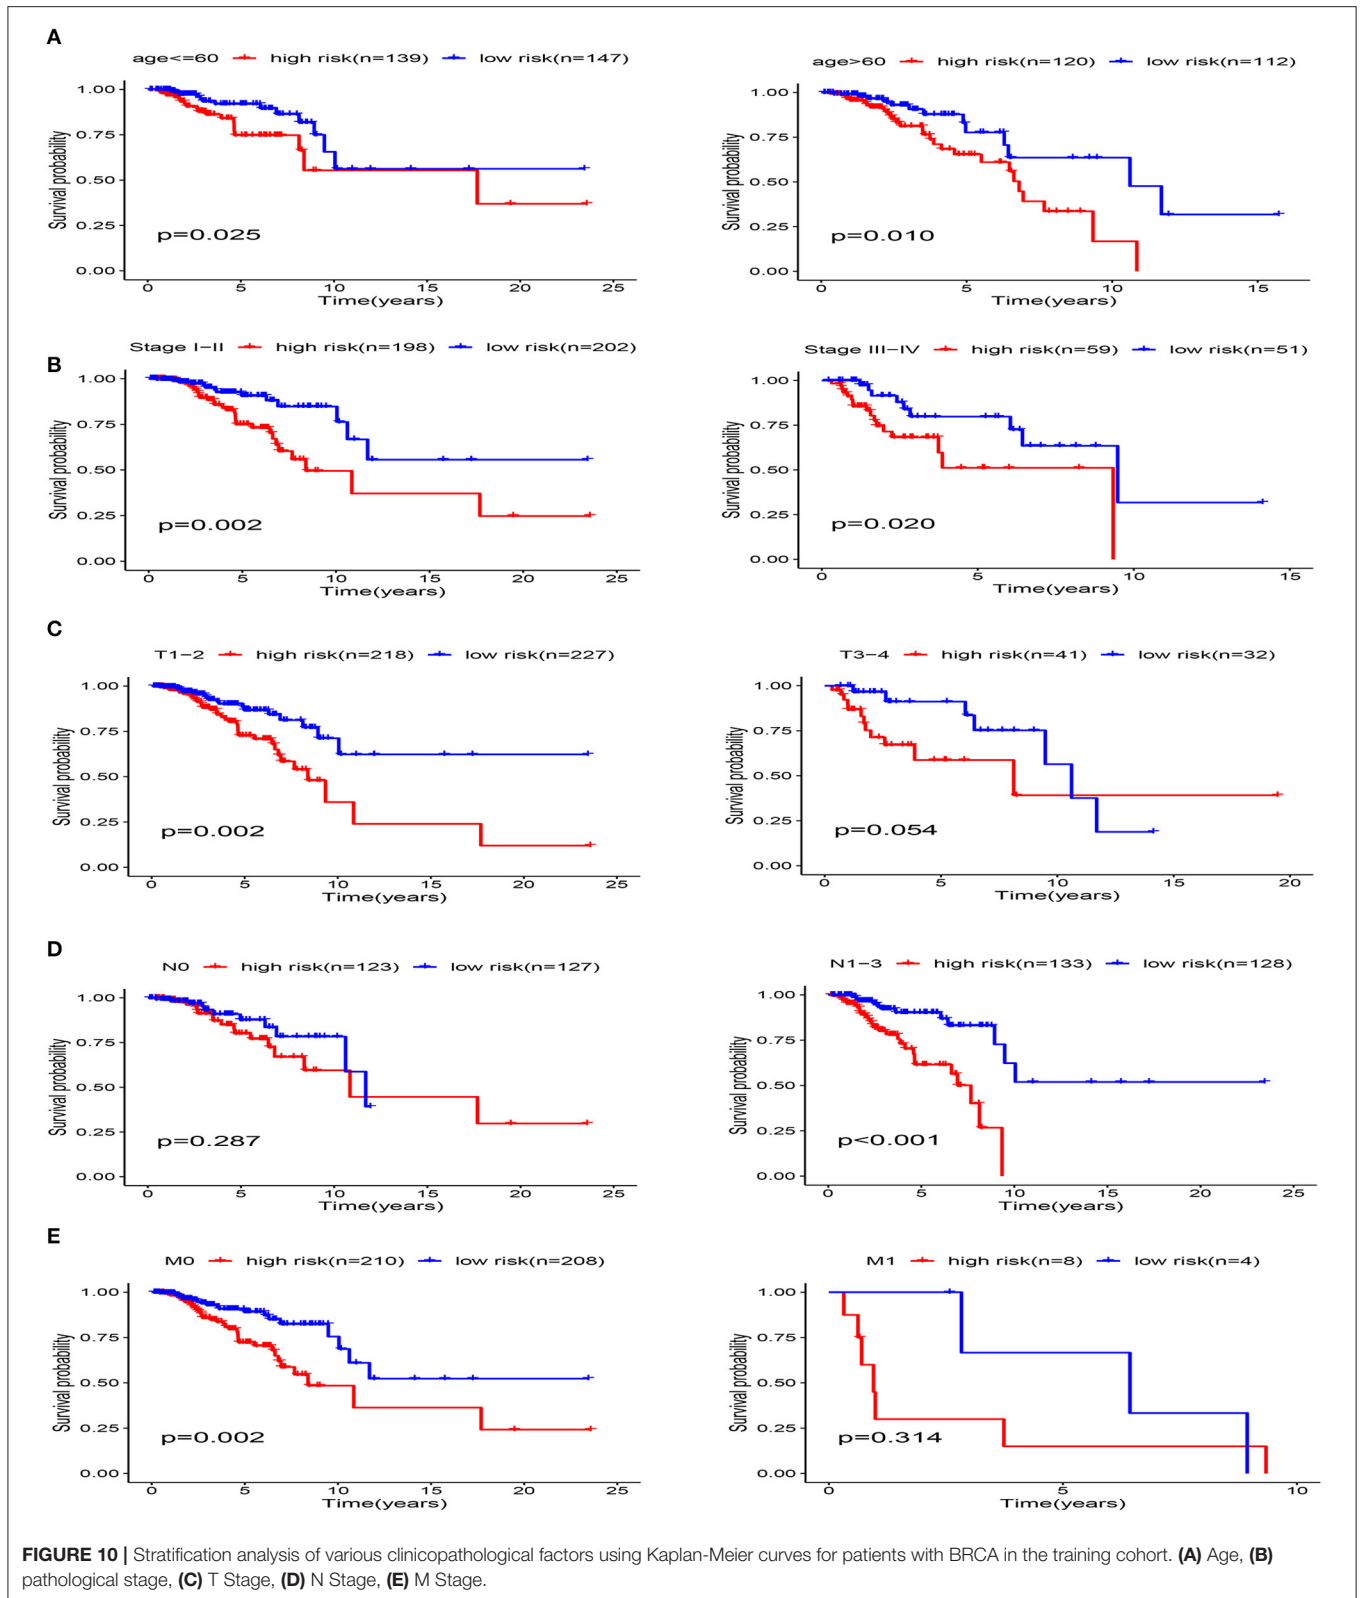 A
age<=60 high risk(n=139) low risk(n=147)
Survival probability
1.00
0.75
0.50
0.25
0.00
p=0.025
0 5 10 15 20 25
Time(years)
age>60 high risk(n=120) low risk(n=112)
Survival probability
1.00
0.75
0.50
0.25
0.00
p=0.010
0 5 10 15
Time(years)
B
Stage I-II high risk(n=198) low risk(n=202)
Survival probability
1.00
0.75
0.50
0.25
0.00
p=0.002
0 5 10 15 20 25
Time(years)
Stage III-IV high risk(n=59) low risk(n=51)
Survival probability
1.00
0.75
0.50
0.25
0.00
p=0.020
0 5 10 15
Time(years)
C
T1-2 high risk(n=218) low risk(n=227)
Survival probability
1.00
0.75
0.50
0.25
0.00
p=0.002
0 5 10 15 20 25
Time(years)
T3-4 high risk(n=41) low risk(n=32)
Survival probability
1.00
0.75
0.50
0.25
0.00
p=0.054
0 5 10 15 20
Time(years)
D
N0 high risk(n=123) low risk(n=127)
Survival probability
1.00
0.75
0.50
0.25
0.00
p=0.287
0 5 10 15 20 25
Time(years)
N1-3 high risk(n=133) low risk(n=128)
Survival probability
1.00
0.75
0.50
0.25
0.00
p<0.001
0 5 10 15 20 25
Time(years)
E
M0 high risk(n=210) low risk(n=208)
Survival probability
1.00
0.75
0.50
0.25
0.00
p=0.002
0 5 10 15 20 25
Time(years)
M1 high risk(n=8) low risk(n=4)
Survival probability
1.00
0.75
0.50
0.25
0.00
p=0.314
0 5 10
Time(years)
FIGURE 10 | Stratification analysis of various clinicopathological factors using Kaplan-Meier curves for patients with BRCA in the training cohort. (A) Age, (B)
pathological stage, (C) T Stage, (D) N Stage, (E) M Stage.